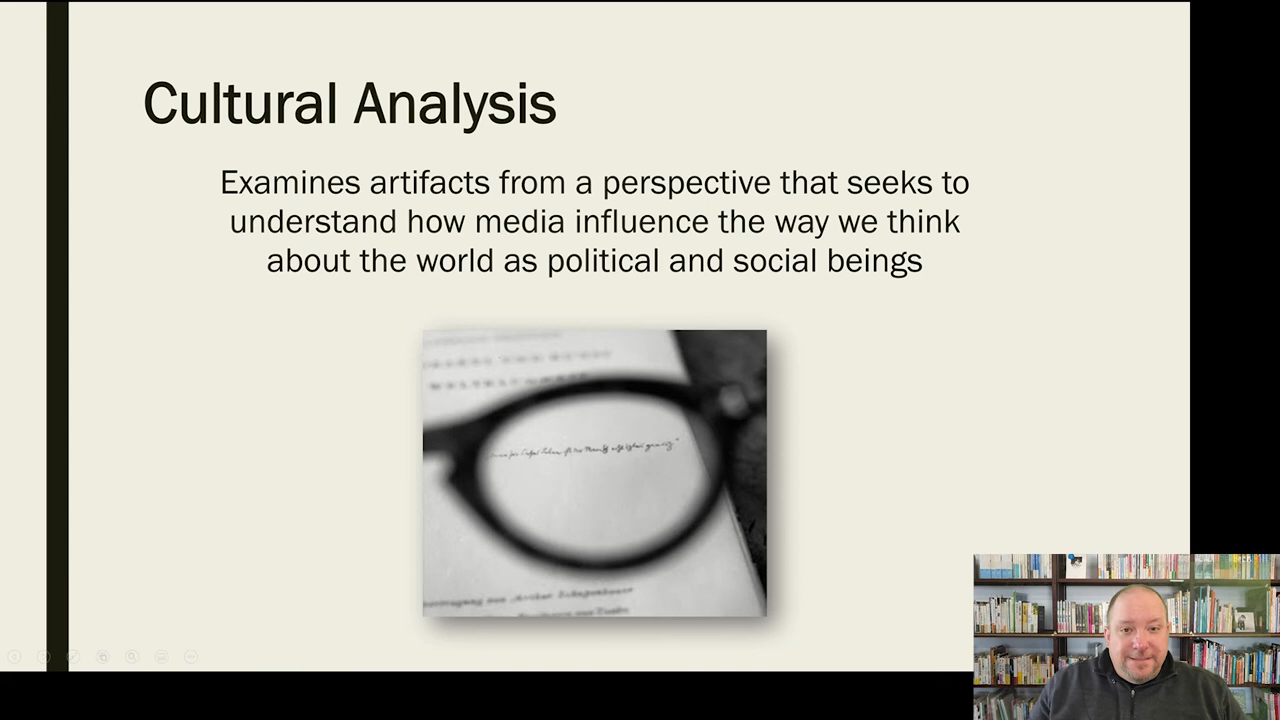 Cultural Analysis
Examines artifacts from a perspective that seeks to
understand how media influence the way we think
about the world as political and social beings